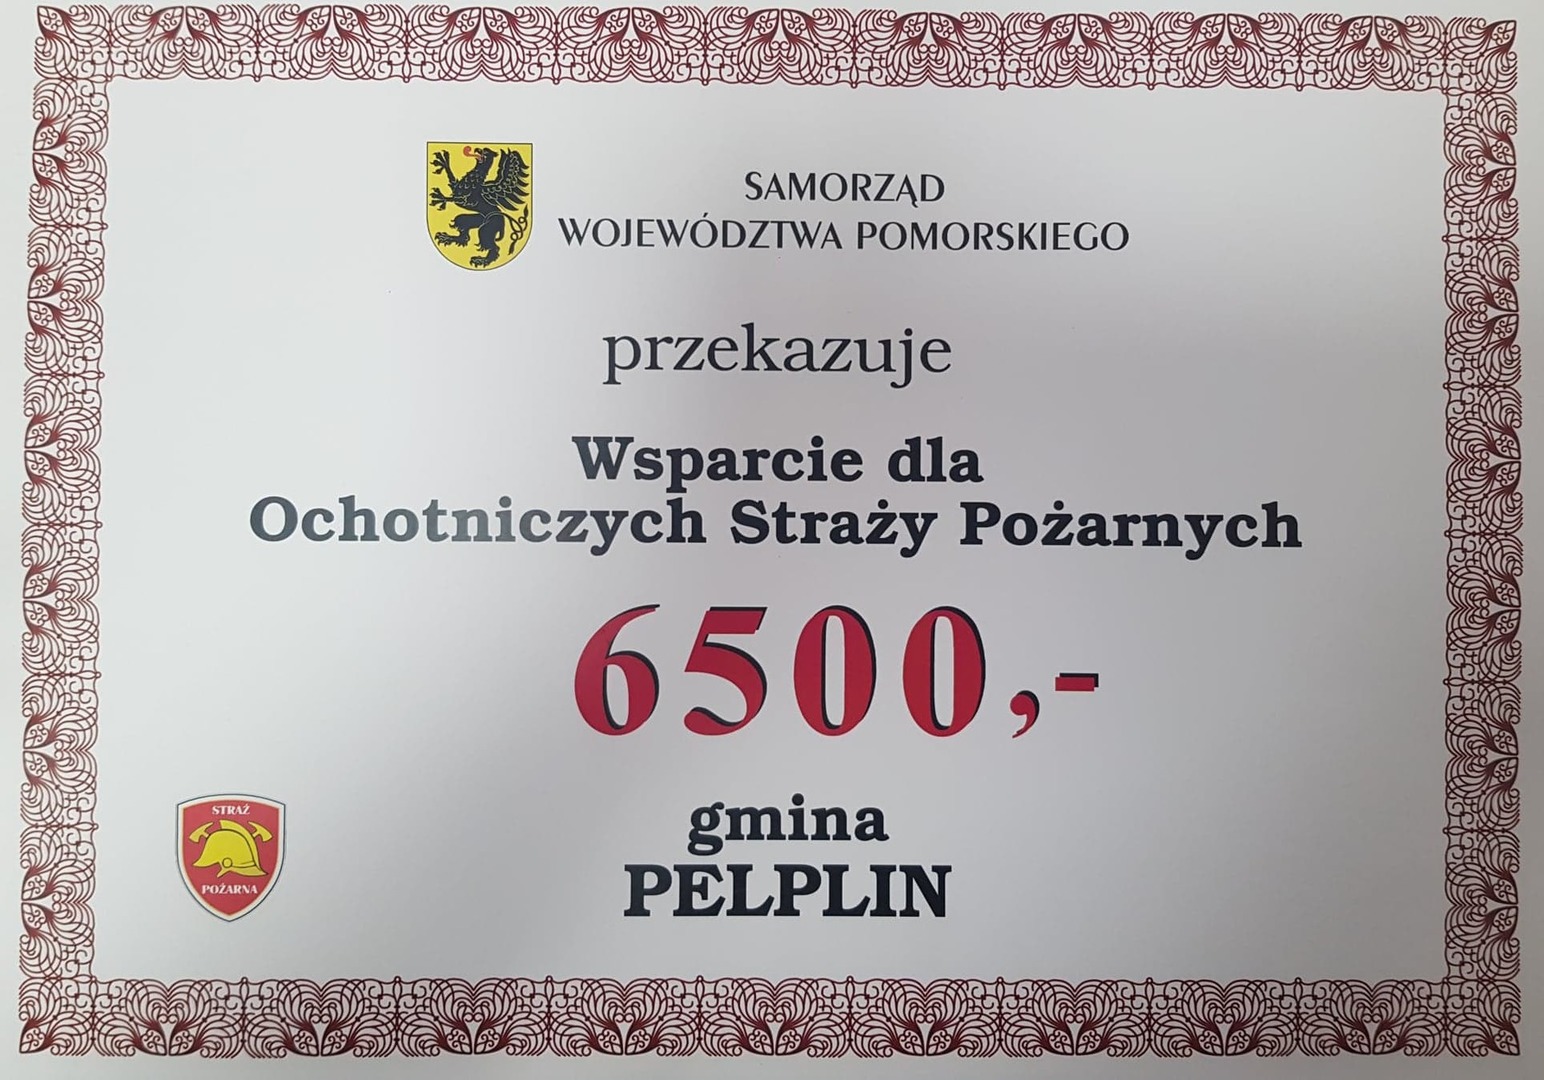 SAMORZĄD
WOJEWÓDZTWA POMORSKIEGO
przekazuje
Wsparcie dla
Ochotniczych Straży Pożarnych
6500,-
STRAŻ
POŻARNA
gmina
PELPLIN